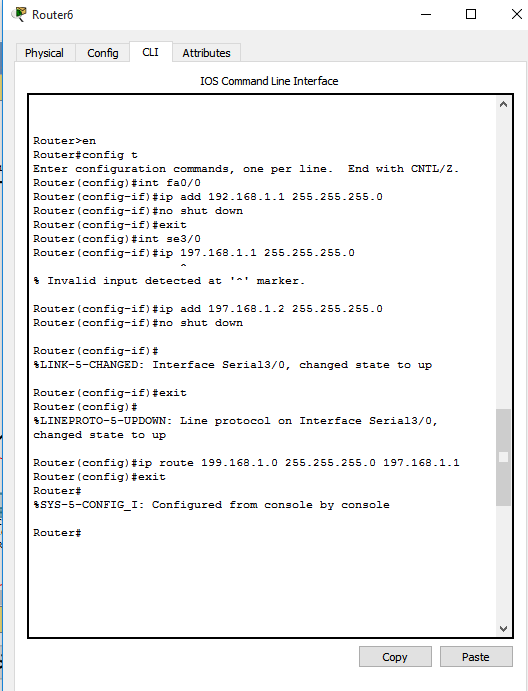 Router6
Physical Config CLI Attributes
IOS Command Line Interface
Router>en
Router#config t
Enter configuration commands, one per line.  End with CNTL/Z.
Router(config)#int fa0/0
Router(config-if)#ip add 192.168.1.1 255.255.255.0
Router(config-if)#no shut down
Router(config-if)#exit
Router(config)#int se3/0
Router(config-if)#ip 197.168.1.1 255.255.255.0
^
% Invalid input detected at '^' marker.
Router(config-if)#ip add 197.168.1.2 255.255.255.0
Router(config-if)#no shut down
Router(config-if)#
%LINK-5-CHANGED: Interface Serial3/0, changed state to up
Router(config-if)#exit
Router(config)#
%LINEPROTO-5-UPDOWN: Line protocol on Interface Serial3/0,
changed state to up
Router(config)#ip route 199.168.1.0 255.255.255.0 197.168.1.1
Router(config)#exit
Router#
%SYS-5-CONFIG_I: Configured from console by console
Router#
Copy Paste